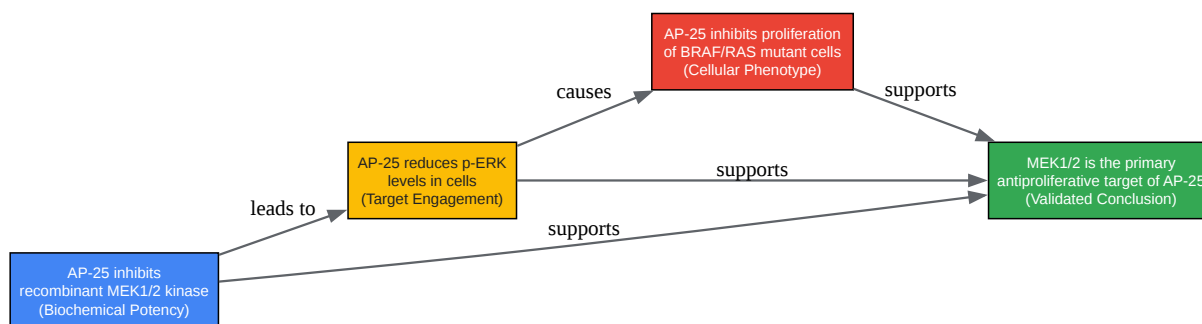 AP-25 inhibits proliferation
of BRAF/RAS mutant cells
(Cellular Phenotype)
causes
supports
AP-25 reduces p-ERK
levels in cells
(Target Engagement)
supports
MEK1/2 is the primary
antiproliferative target of AP-25
(Validated Conclusion)
leads to
supports
AP-25 inhibits
recombinant MEK1/2 kinase
(Biochemical Potency)